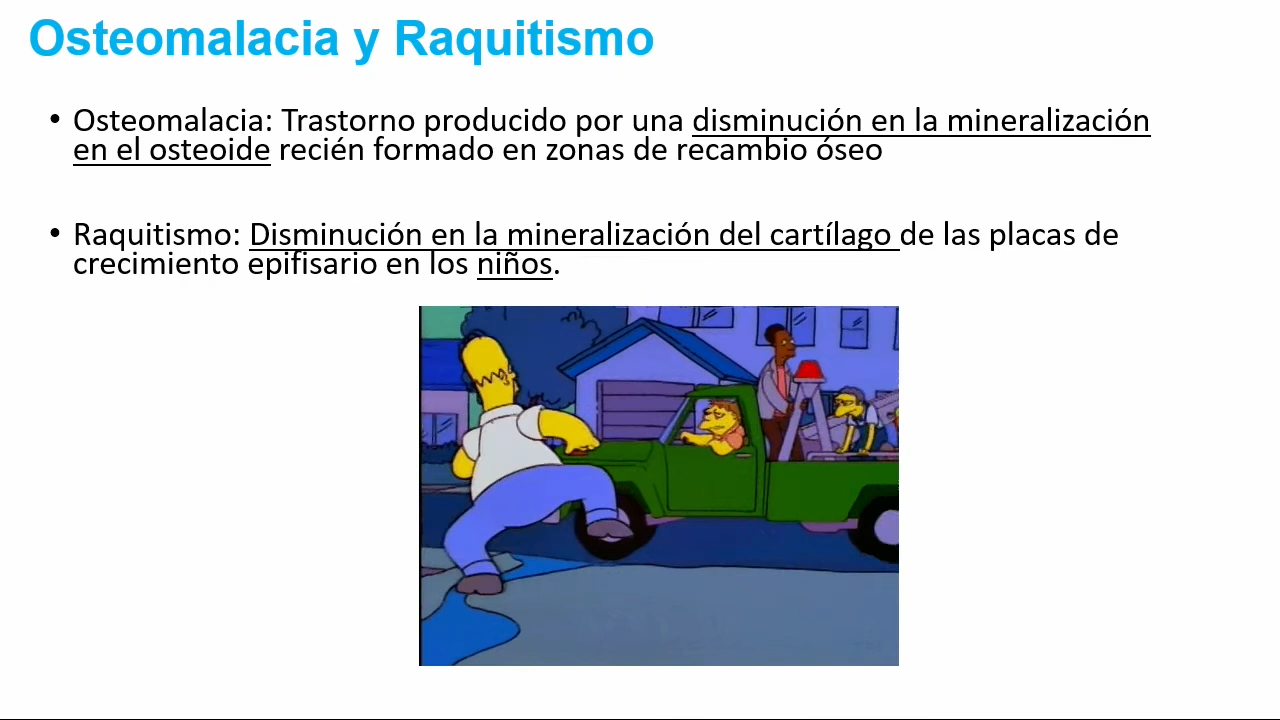 Osteomalacia y Raquitismo
• Osteomalacia: Trastorno producido por una disminución en la mineralización
en el osteoide recién formado en zonas de recambio óseo
• Raquitismo: Disminución en la mineralización del cartílago de las placas de
crecimiento epifisario en los niños.